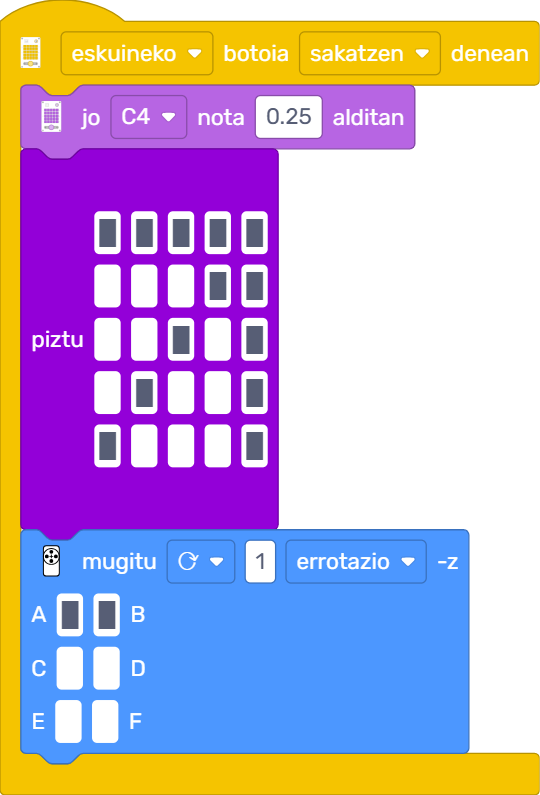 eskuineko botoia sakatzen denean
jo C4 nota 0.25 alditan
piztu
mugitu 1 errotazio -z
A B
C D
E F